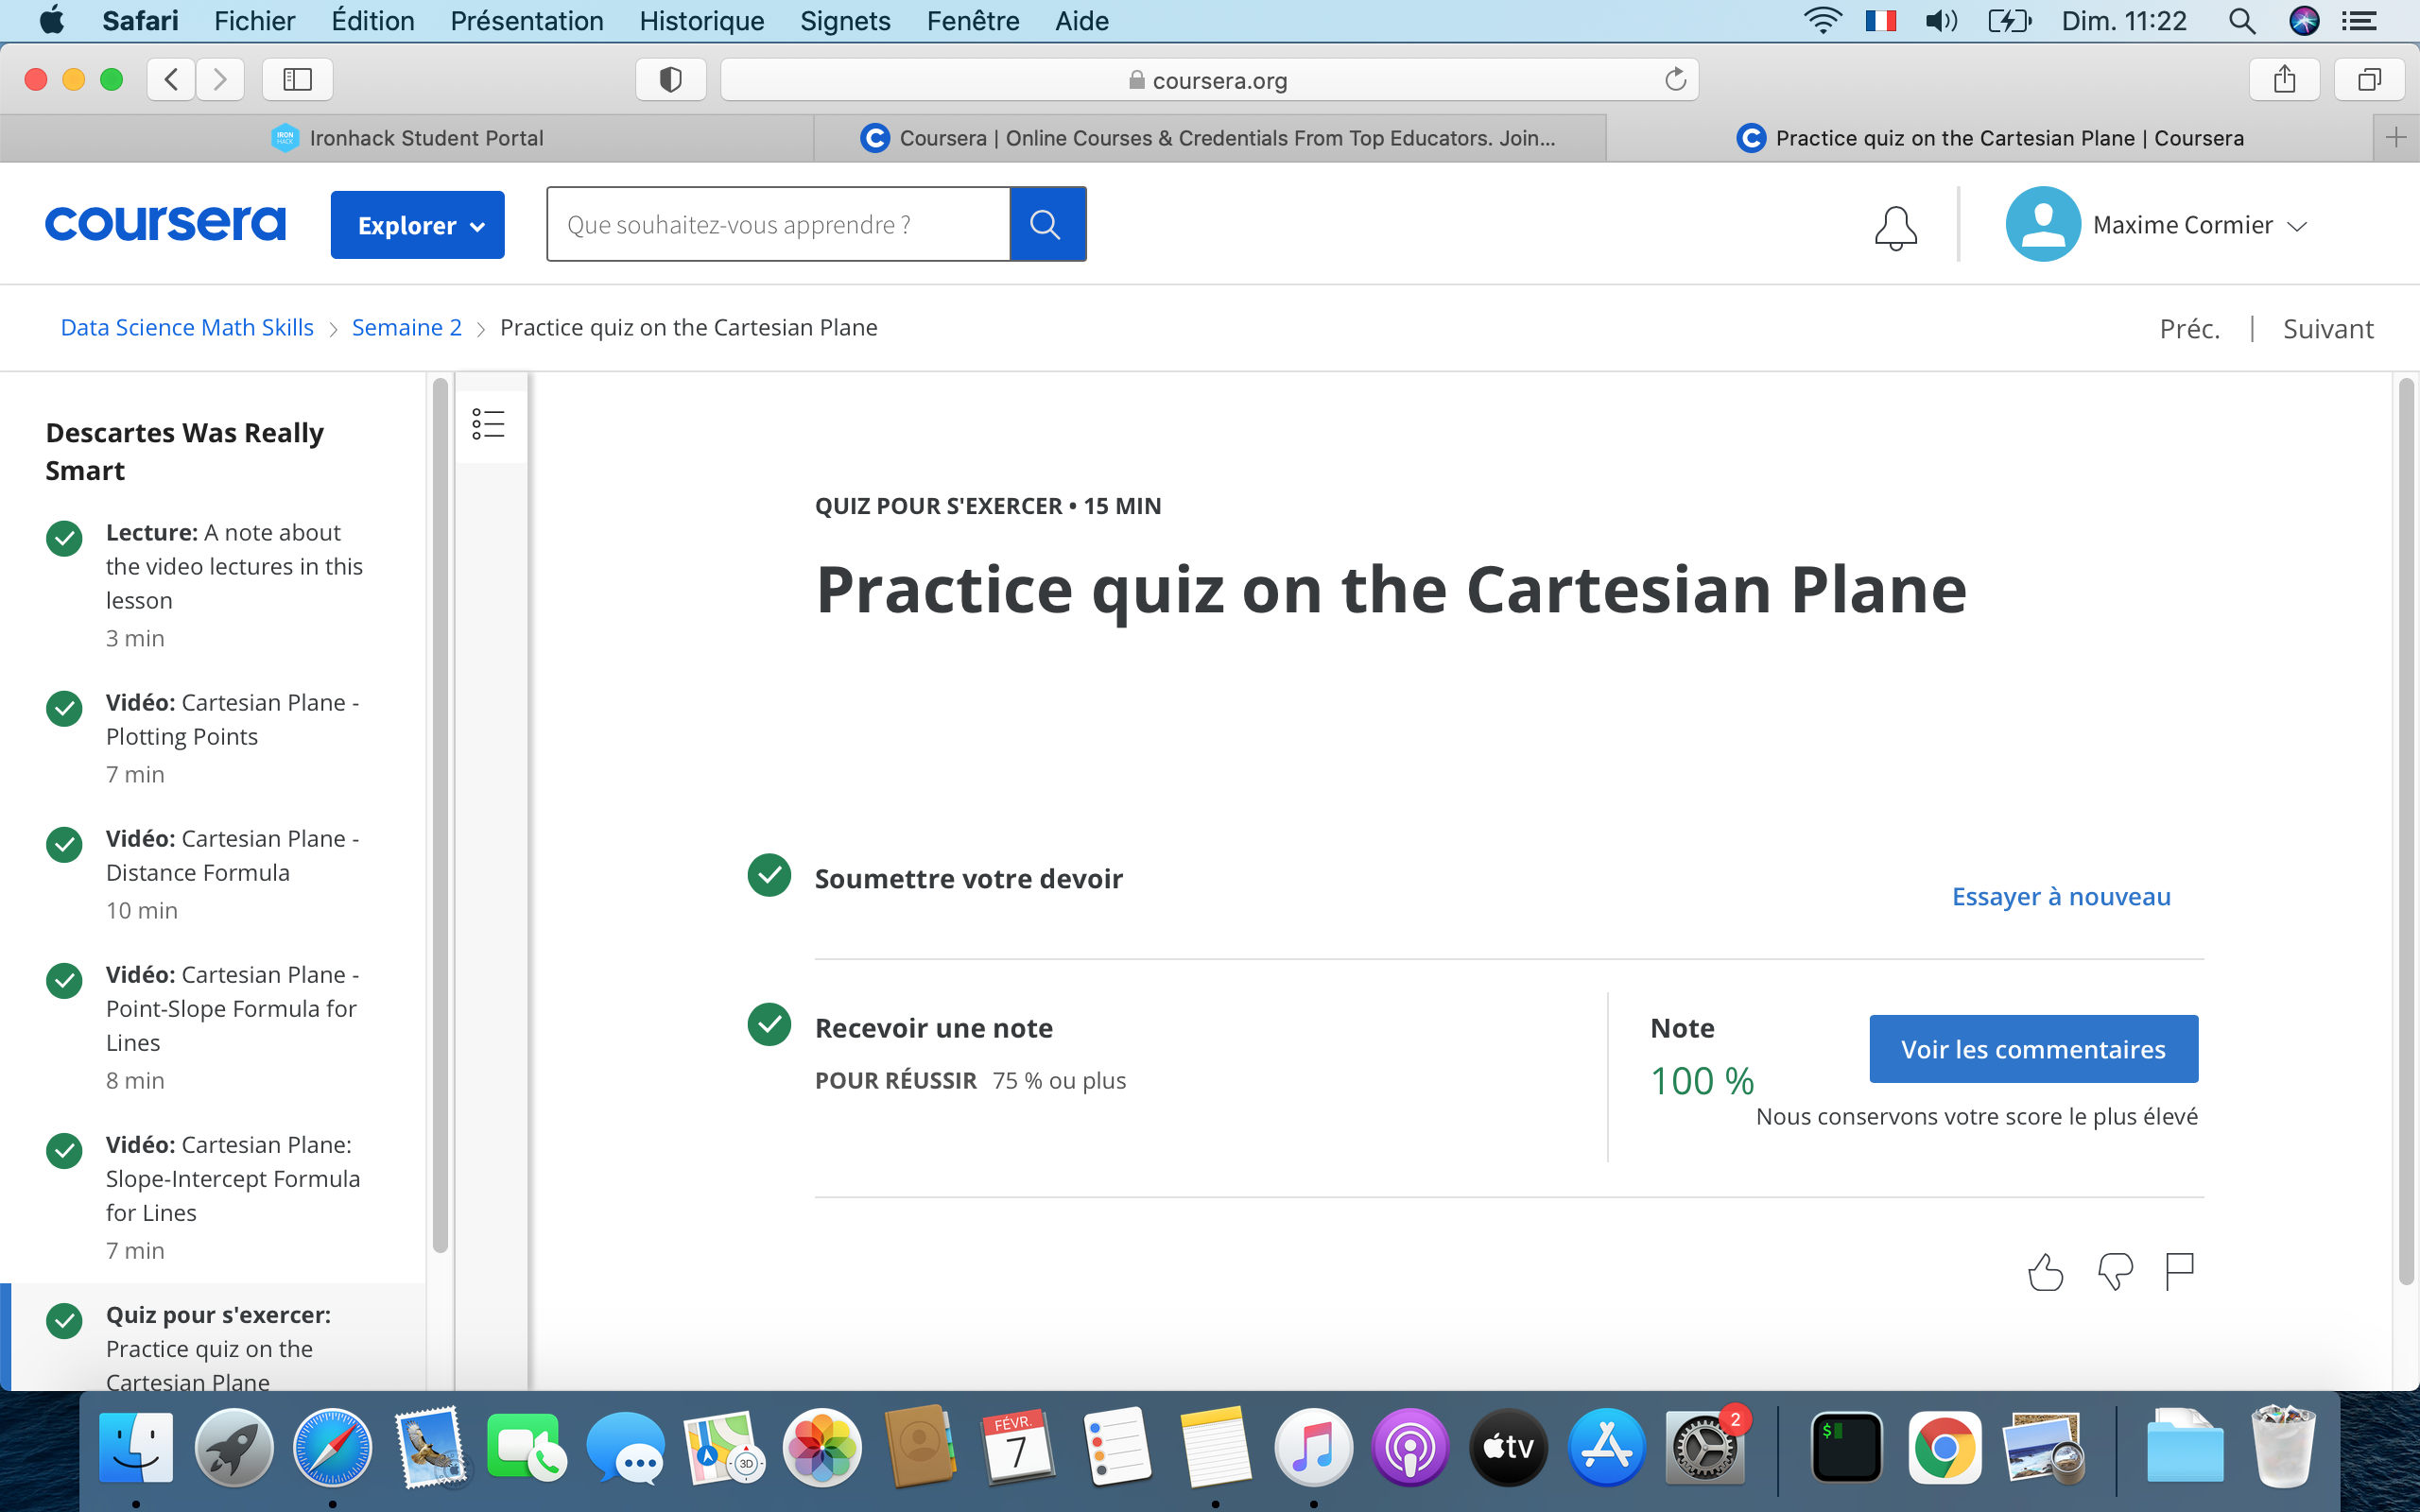 Safari Fichier Édition Présentation Historique Signets Fenêtre Aide Dim. 11:22
coursera.org
Ironhack Student Portal
Coursera | Online Courses & Credentials From Top Educators. Join...
Practice quiz on the Cartesian Plane | Coursera
coursera
Explorer
Que souhaitez-vous apprendre ?
Maxime Cormier
Data Science Math Skills > Semaine 2 > Practice quiz on the Cartesian Plane
Préc. | Suivant
Descartes Was Really
Smart
Lecture: A note about
the video lectures in this
lesson
3 min
Vidéo: Cartesian Plane -
Plotting Points
7 min
Vidéo: Cartesian Plane -
Distance Formula
10 min
Vidéo: Cartesian Plane -
Point-Slope Formula for
Lines
8 min
Vidéo: Cartesian Plane:
Slope-Intercept Formula
for Lines
7 min
Quiz pour s'exercer:
Practice quiz on the
Cartesian Plane
QUIZ POUR S'EXERCER • 15 MIN
Practice quiz on the Cartesian Plane
Soumettre votre devoir
Essayer à nouveau
Recevoir une note
POUR RÉUSSIR 75 % ou plus
Note
100 %
Voir les commentaires
Nous conservons votre score le plus élevé
3D
FÉVR.
7
tv
2
$